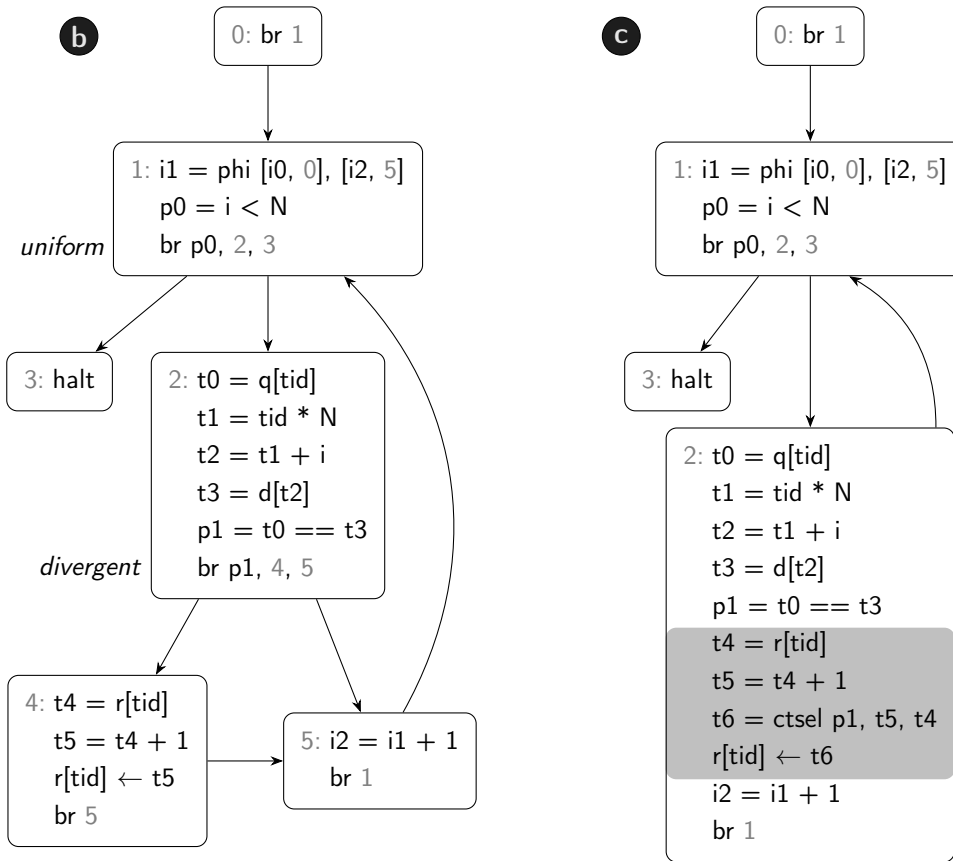 b
0: br 1
1: i1 = phi [i0, 0], [i2, 5]
p0 = i < N
br p0, 2, 3
uniform
3: halt
2: t0 = q[tid]
t1 = tid * N
t2 = t1 + i
t3 = d[t2]
p1 = t0 == t3
br p1, 4, 5
divergent
4: t4 = r[tid]
t5 = t4 + 1
r[tid] ← t5
br 5
5: i2 = i1 + 1
br 1
c
0: br 1
1: i1 = phi [i0, 0], [i2, 5]
p0 = i < N
br p0, 2, 3
3: halt
2: t0 = q[tid]
t1 = tid * N
t2 = t1 + i
t3 = d[t2]
p1 = t0 == t3
t4 = r[tid]
t5 = t4 + 1
t6 = ctsel p1, t5, t4
r[tid] ← t6
i2 = i1 + 1
br 1